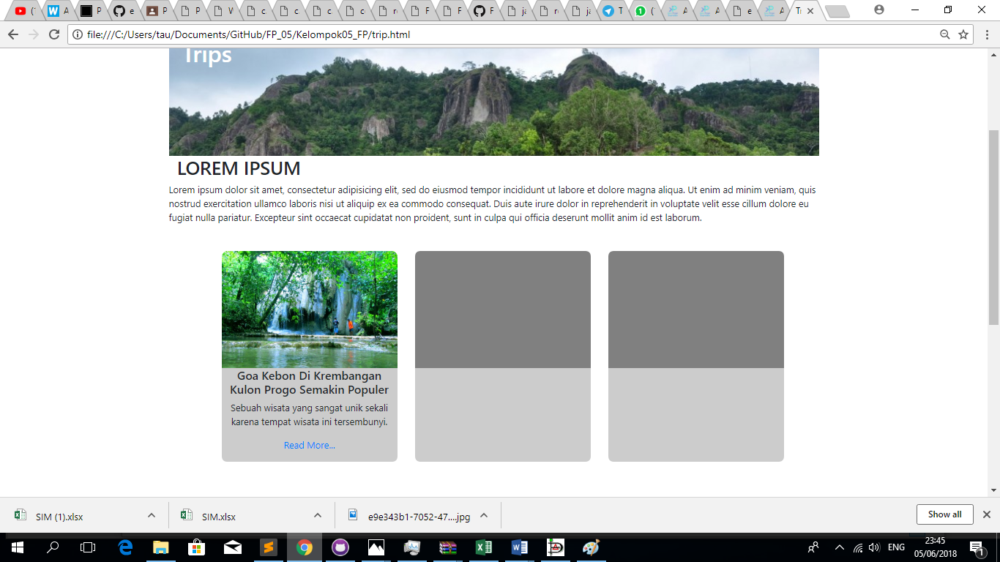 (1
A
P
e
P
P
W
c
c
c
c
r
F
F
F
ja
r
ja
T
1
(
A
A
e
A
Tr
file:///C:/Users/tau/Documents/GitHub/FP_05/Kelompok05_FP/trip.html
Trips
LOREM IPSUM
Lorem ipsum dolor sit amet, consectetur adipisicing elit, sed do eiusmod tempor incididunt ut labore et dolore magna aliqua. Ut enim ad minim veniam, quis
nostrud exercitation ullamco laboris nisi ut aliquip ex ea commodo consequat. Duis aute irure dolor in reprehenderit in voluptate velit esse cillum dolore eu
fugiat nulla pariatur. Excepteur sint occaecat cupidatat non proident, sunt in culpa qui officia deserunt mollit anim id est laborum.
Goa Kebon Di Krembangan
Kulon Progo Semakin Populer
Sebuah wisata yang sangat unik sekali
karena tempat wisata ini tersembunyi.
Read More...
SIM (1).xlsx
SIM.xlsx
e9e343b1-7052-47....jpg
Show all
ENG
23:45
05/06/2018
1